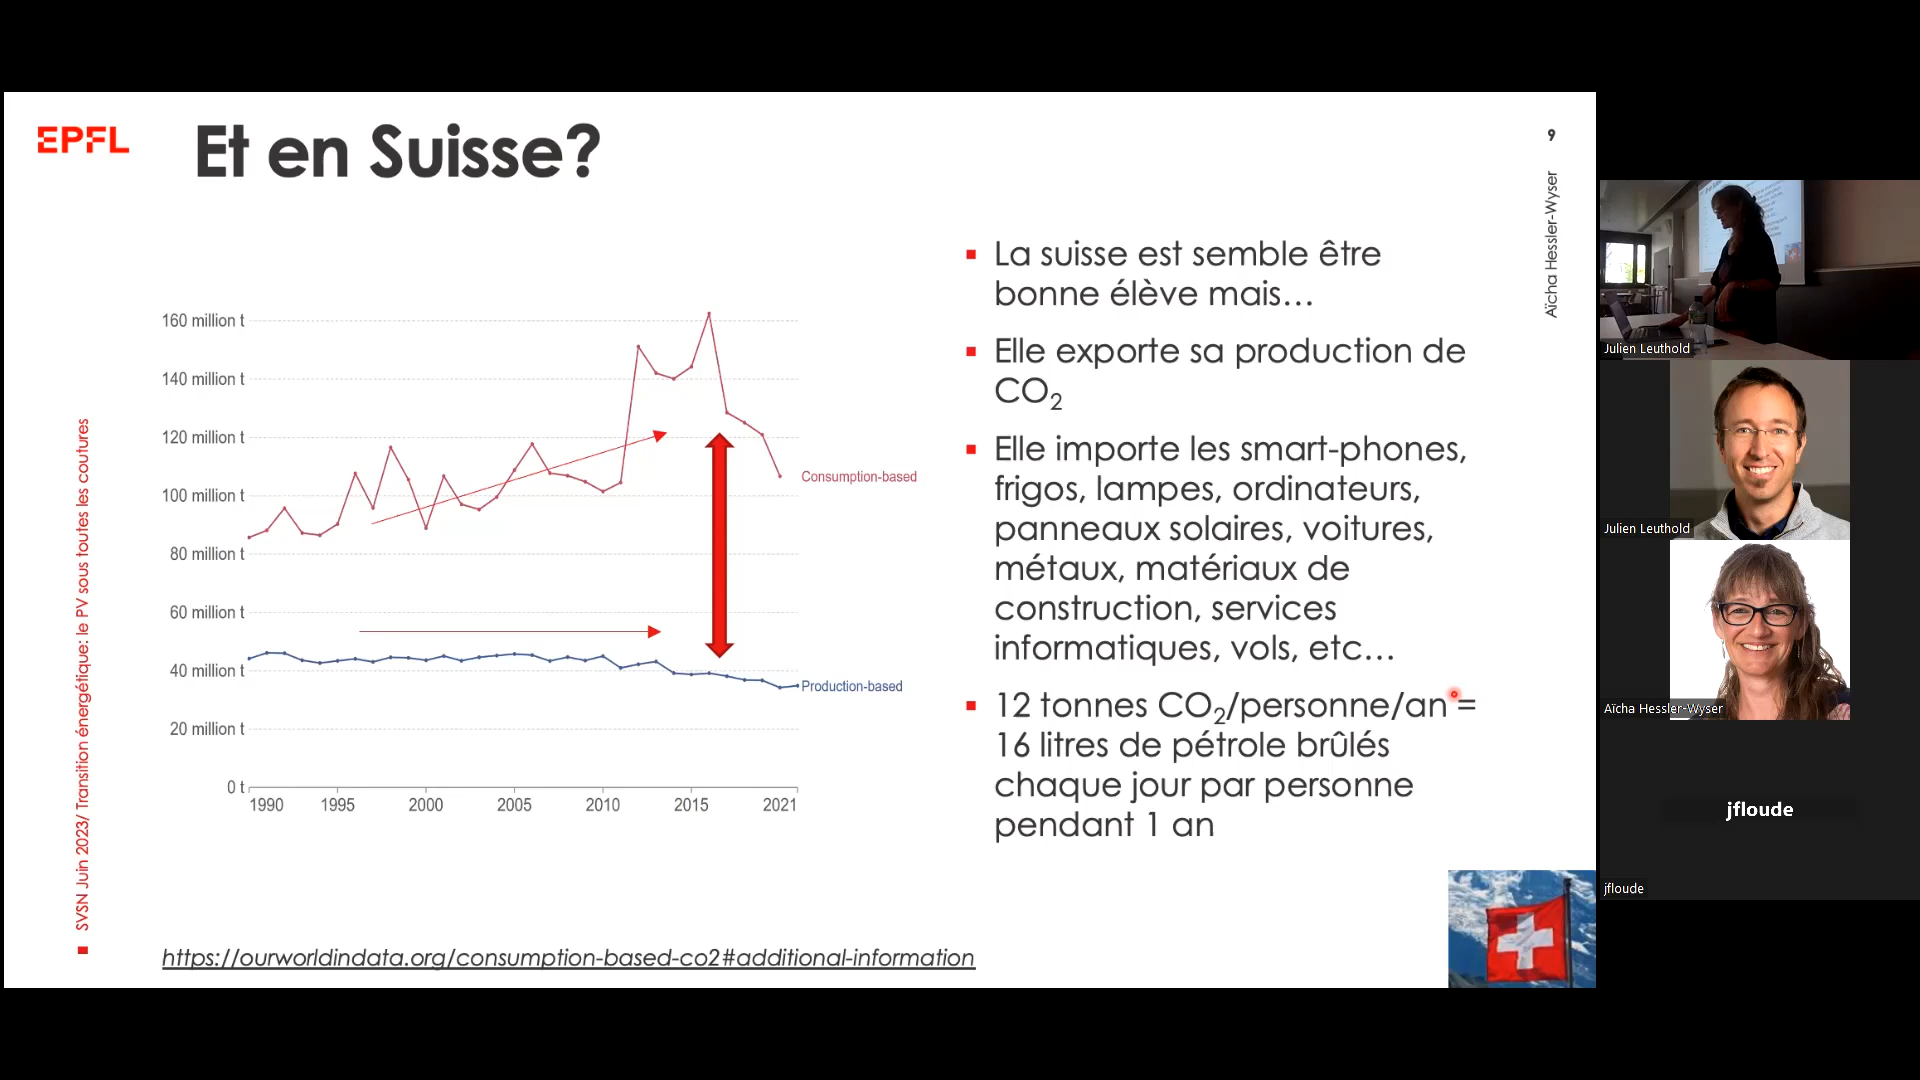 EPFL
Et en Suisse?
9
Aïcha Hessler-Wyser
SVSN Juin 2023/ Transition énergétique: le PV sous toutes les coutures
160 million t
140 million t
120 million t
100 million t
80 million t
60 million t
40 million t
20 million t
0 t
1990
1995
2000
2005
2010
2015
2021
Consumption-based
Production-based
La suisse est semble être
bonne élève mais…
Elle exporte sa production de
CO2
Elle importe les smart-phones,
frigos, lampes, ordinateurs,
panneaux solaires, voitures,
métaux, matériaux de
construction, services
informatiques, vols, etc…
12 tonnes CO2/personne/an =
16 litres de pétrole brûlés
chaque jour par personne
pendant 1 an
https://ourworldindata.org/consumption-based-co2#additional-information
Julien Leuthold
Julien Leuthold
Aïcha Hessler-Wyser
jfloude
jfloude